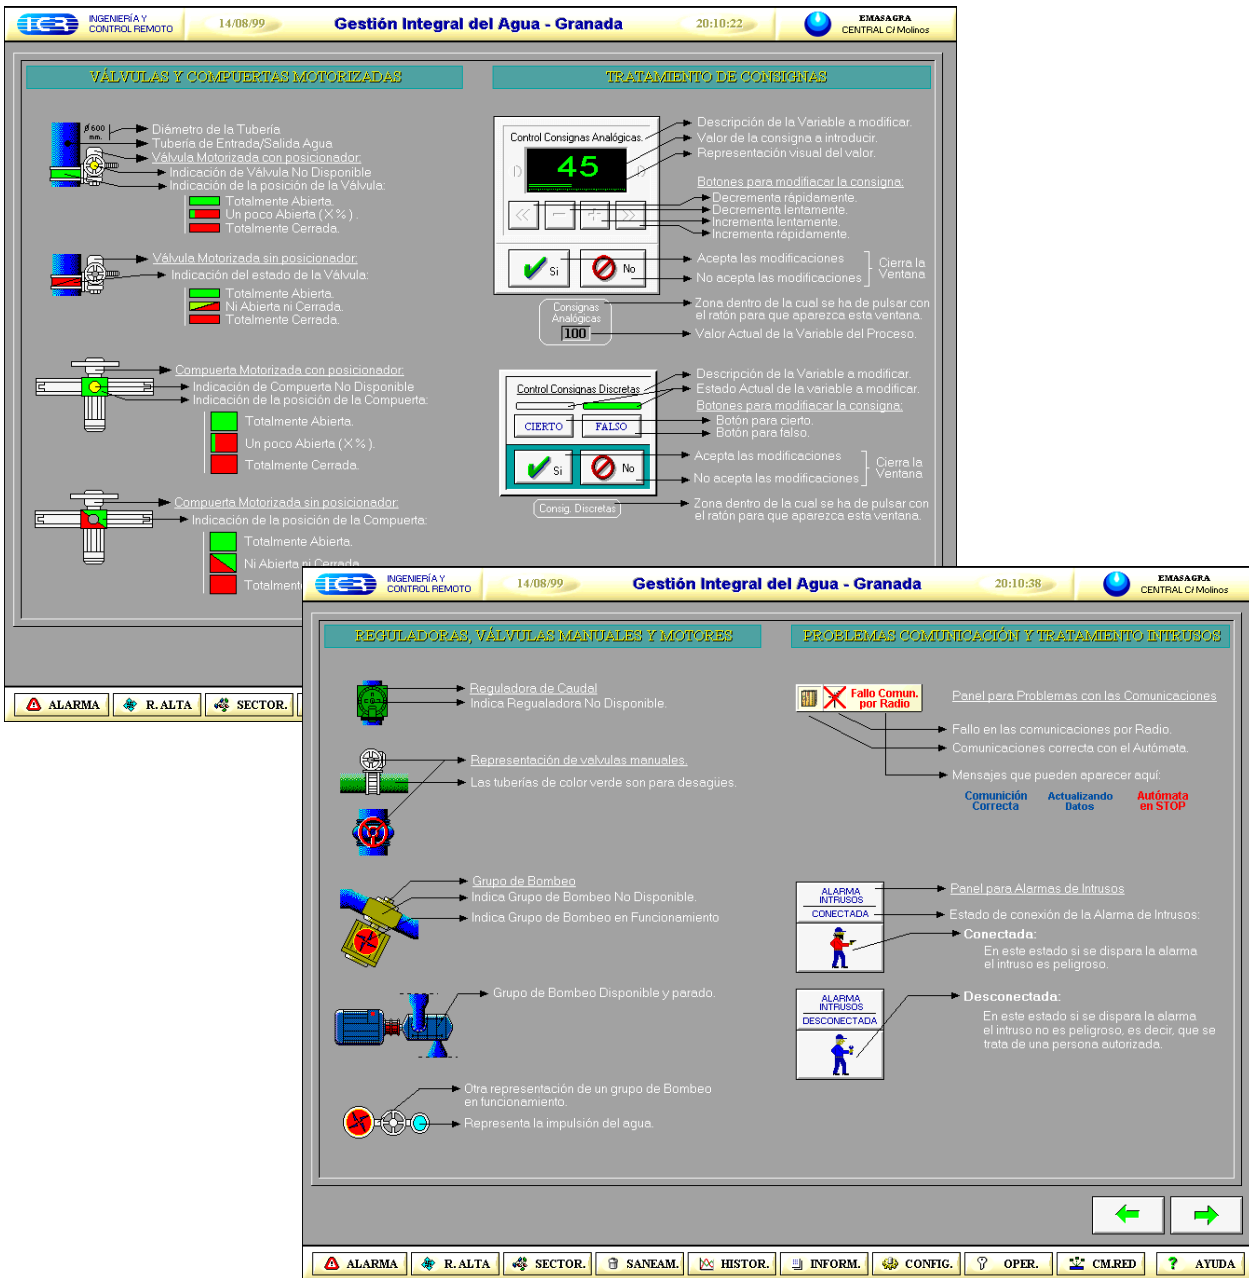 ICR
INGENIERÍA Y
CONTROL REMOTO
14/08/99
Gestión Integral del Agua - Granada
20:10:22
EMASAGRA
CENTRAL C/ Molinos
VÁLVULAS Y COMPUERTAS MOTORIZADAS
Ø 600
mm.
Diámetro de la Tubería
Tubería de Entrada/Salida Agua
Válvula Motorizada con posicionador:
Indicación de Válvula No Disponible
Indicación de la posición de la Válvula:
Totalmente Abierta.
Un poco Abierta (X%).
Totalmente Cerrada.
Válvula Motorizada sin posicionador:
Indicación del estado de la Válvula:
Totalmente Abierta.
Ni Abierta ni Cerrada.
Totalmente Cerrada.
Compuerta Motorizada con posicionador:
Indicación de Compuerta No Disponible
Indicación de la posición de la Compuerta:
Totalmente Abierta.
Un poco Abierta (X%).
Totalmente Cerrada.
Compuerta Motorizada sin posicionador:
Indicación de la posición de la Compuerta:
Totalmente Abierta.
Ni Abierta ni Cerrada
TRATAMIENTO DE CONSIGNAS
Control Consignas Analógicas.
45
Si
No
Descripción de la Variable a modificar.
Valor de la consigna a introducir.
Representación visual del valor.
Botones para modifiacar la consigna:
Decrementa rápidamente.
Decrementa lentamente.
Incrementa lentamente.
Incrementa rápidamente.
Acepta las modificaciones
No acepta las modificaciones
Cierra la
Ventana
Consignas
Analógicas
100
Zona dentro de la cual se ha de pulsar con
el ratón para que aparezca esta ventana.
Valor Actual de la Variable del Proceso.
Control Consignas Discretas
CIERTO
FALSO
Si
No
Descripción de la Variable a modificar.
Estado Actual de la variable a modificar.
Botones para modifiacar la consigna:
Botón para cierto.
Botón para falso.
Acepta las modificaciones
No acepta las modificaciones
Cierra la
Ventana
Consig. Discretas
Zona dentro de la cual se ha de pulsar con
el ratón para que aparezca esta ventana.
ALARMA
R. ALTA
SECTOR.
ICR
INGENIERÍA Y
CONTROL REMOTO
14/08/99
Gestión Integral del Agua - Granada
20:10:38
EMASAGRA
CENTRAL C/ Molinos
REGULADORAS, VÁLVULAS MANUALES Y MOTORES
Reguladora de Caudal
Indica Regualadora No Disponible.
Representación de valvulas manuales.
Las tuberías de color verde son para desagües.
Grupo de Bombeo
Indica Grupo de Bombeo No Disponible.
Indica Grupo de Bombeo en Funcionamiento
Grupo de Bombeo Disponible y parado.
Otra representación de un grupo de Bombeo
en funcionamiento.
Representa la impulsión del agua.
PROBLEMAS COMUNICACIÓN Y TRATAMIENTO INTRUSOS
Fallo Comun.
por Radio
Panel para Problemas con las Comunicaciones
Fallo en las comunicaciones por Radio.
Comunicaciones correcta con el Autómata.
Mensajes que pueden aparecer aquí:
Comunición
Correcta
Actualizando
Datos
Autómata
en STOP
ALARMA
INTRUSOS
CONECTADA
Panel para Alarmas de Intrusos
Estado de conexión de la Alarma de Intrusos:
Conectada:
En este estado si se dispara la alarma
el intruso es peligroso.
ALARMA
INTRUSOS
DESCONECTADA
Desconectada:
En este estado si se dispara la alarma
el intruso no es peligroso, es decir, que se
trata de una persona autorizada.
ALARMA
R. ALTA
SECTOR.
SANEAM.
HISTOR.
INFORM.
CONFIG.
OPER.
CM.RED
? AYUDA